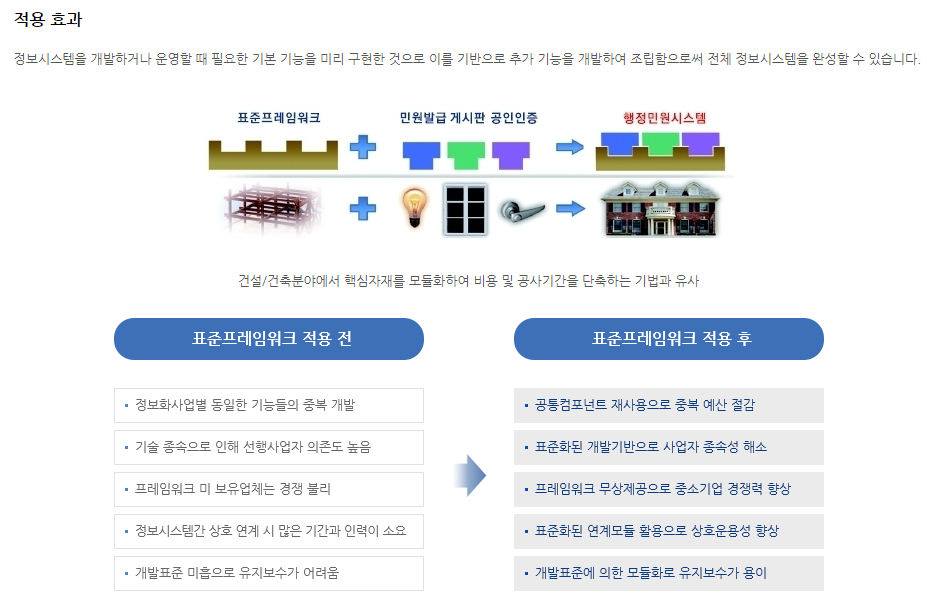 적용 효과
정보시스템을 개발하거나 운영할 때 필요한 기본 기능을 미리 구현한 것으로 이를 기반으로 추가 기능을 개발하여 조립함으로써 전체 정보시스템을 완성할 수 있습니다.
표준프레임워크 민원발급 게시판 공인인증 행정민원시스템
건설/건축분야에서 핵심자재를 모듈화하여 비용 및 공사기간을 단축하는 기법과 유사
표준프레임워크 적용 전
• 정보화사업별 동일한 기능들의 중복 개발
• 기술 종속으로 인해 선행사업자 의존도 높음
• 프레임워크 미 보유업체는 경쟁 불리
• 정보시스템간 상호 연계 시 많은 기간과 인력이 소요
• 개발표준 미흡으로 유지보수가 어려움
표준프레임워크 적용 후
• 공통컴포넌트 재사용으로 중복 예산 절감
• 표준화된 개발기반으로 사업자 종속성 해소
• 프레임워크 무상제공으로 중소기업 경쟁력 향상
• 표준화된 연계모듈 활용으로 상호운용성 향상
• 개발표준에 의한 모듈화로 유지보수가 용이